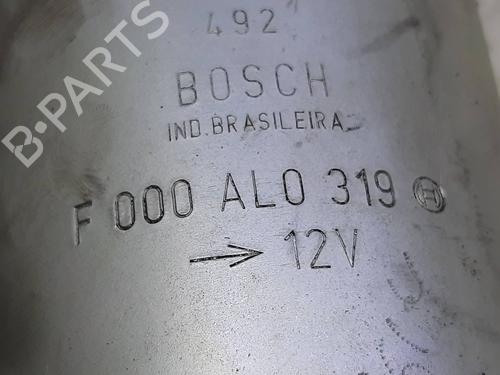 492
BOSCH
IND.BRASILEIRA
F 000 AL0 319
→ 12V
B-PARTS